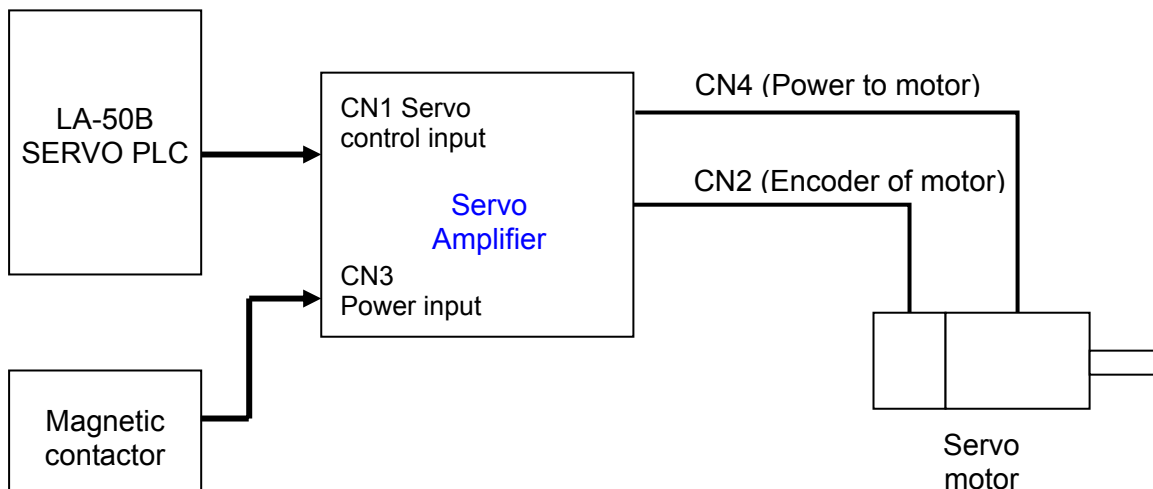 LA-50B
SERVO PLC
CN1 Servo
control input
Servo
Amplifier
CN3
Power input
CN4 (Power to motor)
CN2 (Encoder of motor)
Magnetic
contactor
Servo
motor